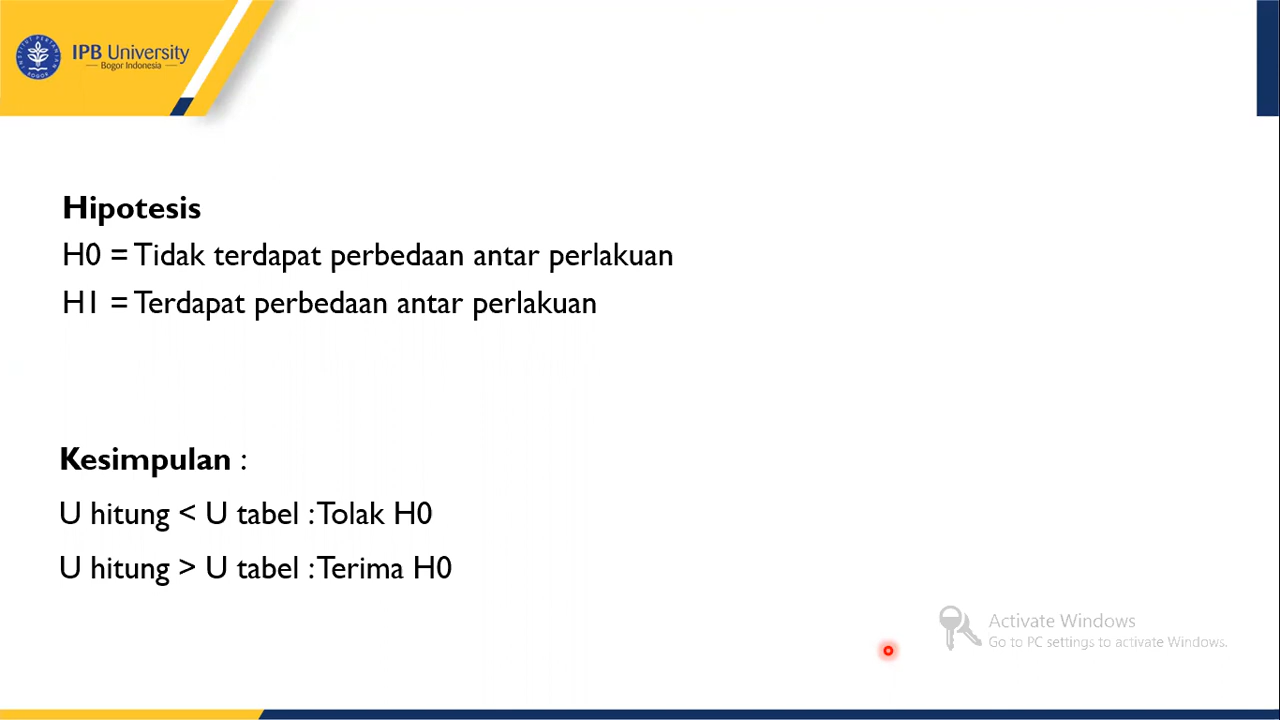 IPB University
Bogor Indonesia
Hipotesis
H0 = Tidak terdapat perbedaan antar perlakuan
H1 = Terdapat perbedaan antar perlakuan
Kesimpulan :
U hitung < U tabel : Tolak H0
U hitung > U tabel : Terima H0
Activate Windows
Go to PC settings to activate Windows.